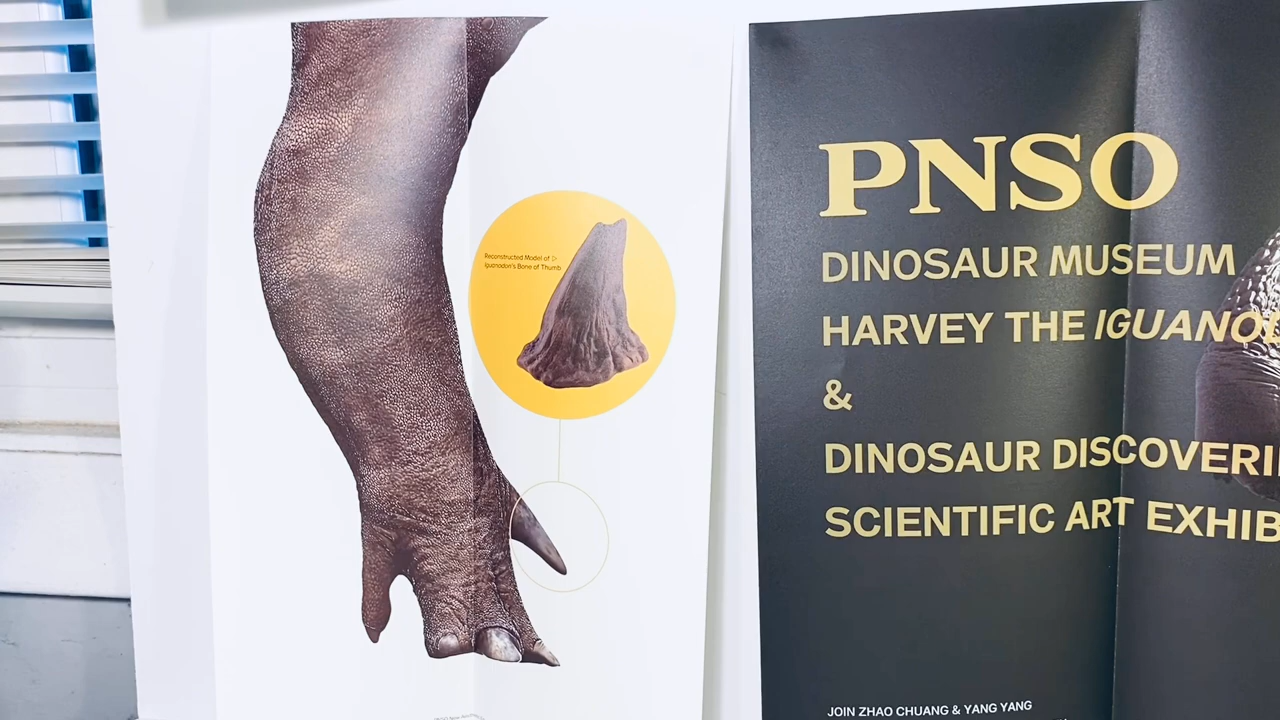 Reconstructed Model of ▷
Iguanodon's Bone of Thumb
PNSO
DINOSAUR MUSEUM
HARVEY THE
&
DINOSAUR
SCIENTIFIC ART
JOIN ZHAO CHUANG & YANG YANG